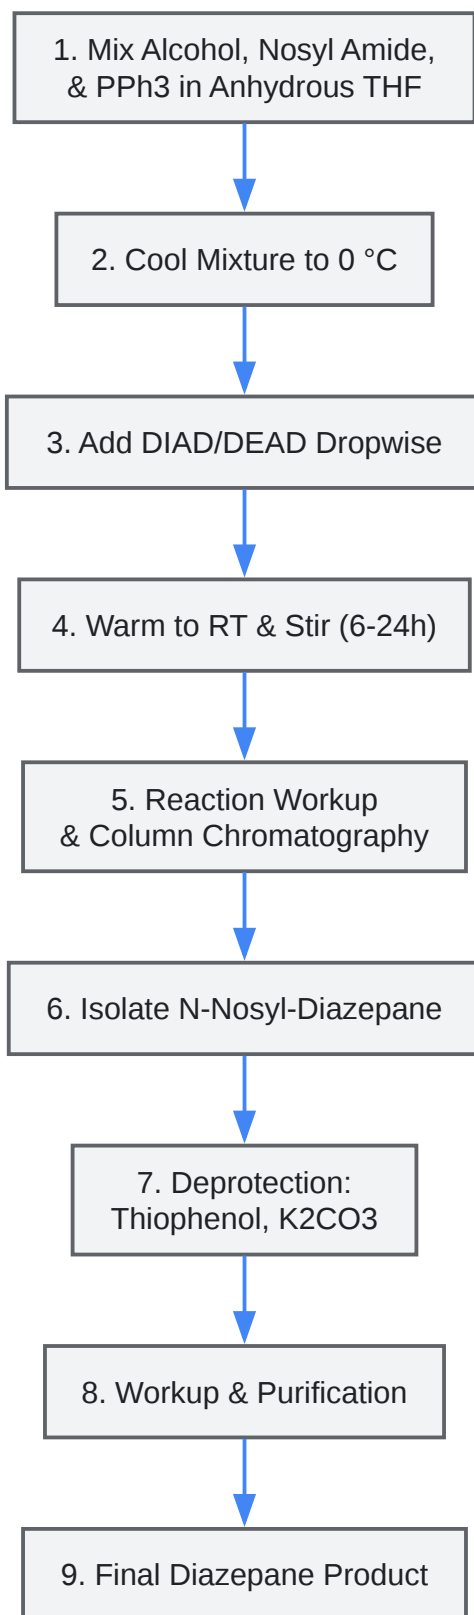 1. Mix Alcohol, Nosyl Amide,
& PPh3 in Anhydrous THF
2. Cool Mixture to 0 °C
3. Add DIAD/DEAD Dropwise
4. Warm to RT & Stir (6-24h)
5. Reaction Workup
& Column Chromatography
6. Isolate N-Nosyl-Diazepane
7. Deprotection:
Thiophenol, K2CO3
8. Workup & Purification
9. Final Diazepane Product